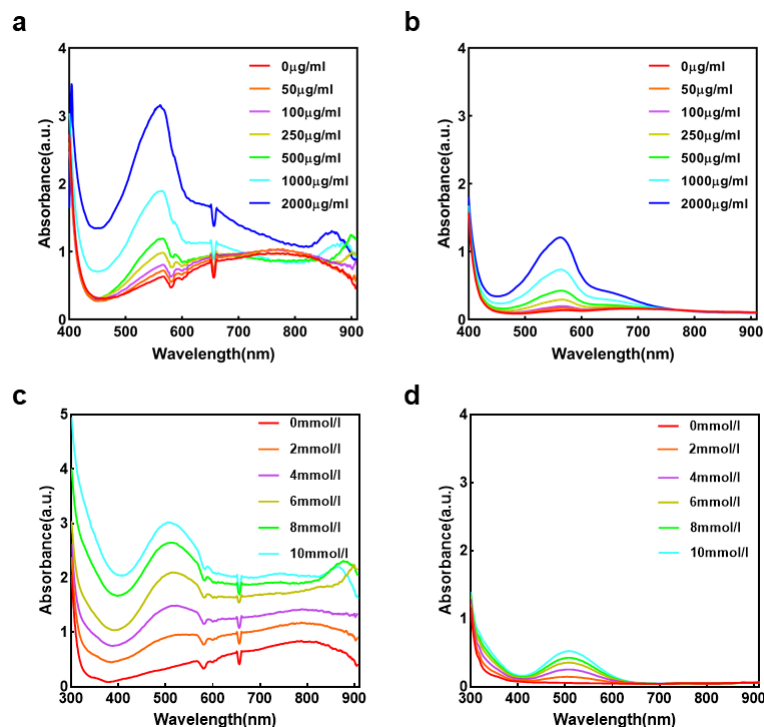 a
4
3
2
1
0
400 500 600 700 800 900
Absorbance(a.u.)
Wavelength(nm)
0μg/ml
50μg/ml
100μg/ml
250μg/ml
500μg/ml
1000μg/ml
2000μg/ml
b
4
3
2
1
0
400 500 600 700 800 900
Absorbance(a.u.)
Wavelength(nm)
0μg/ml
50μg/ml
100μg/ml
250μg/ml
500μg/ml
1000μg/ml
2000μg/ml
c
5
4
3
2
1
0
300 400 500 600 700 800 900
Absorbance(a.u.)
Wavelength(nm)
0mmol/l
2mmol/l
4mmol/l
6mmol/l
8mmol/l
10mmol/l
d
4
3
2
1
0
300 400 500 600 700 800 900
Absorbance(a.u.)
Wavelength(nm)
0mmol/l
2mmol/l
4mmol/l
6mmol/l
8mmol/l
10mmol/l